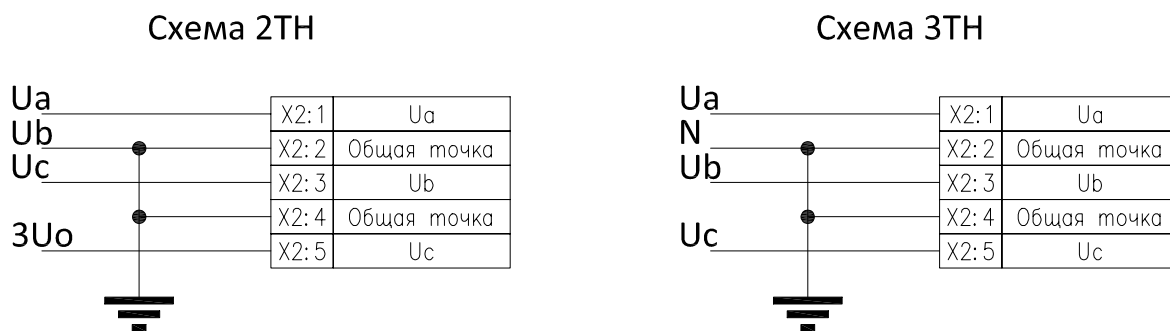 Схема 2ТН
Ua
Ub
Uc
3Uo
X2:1 Ua
X2:2 Общая точка
X2:3 Ub
X2:4 Общая точка
X2:5 Uc
Схема 3ТН
Ua
N
Ub
Uc
X2:1 Ua
X2:2 Общая точка
X2:3 Ub
X2:4 Общая точка
X2:5 Uc